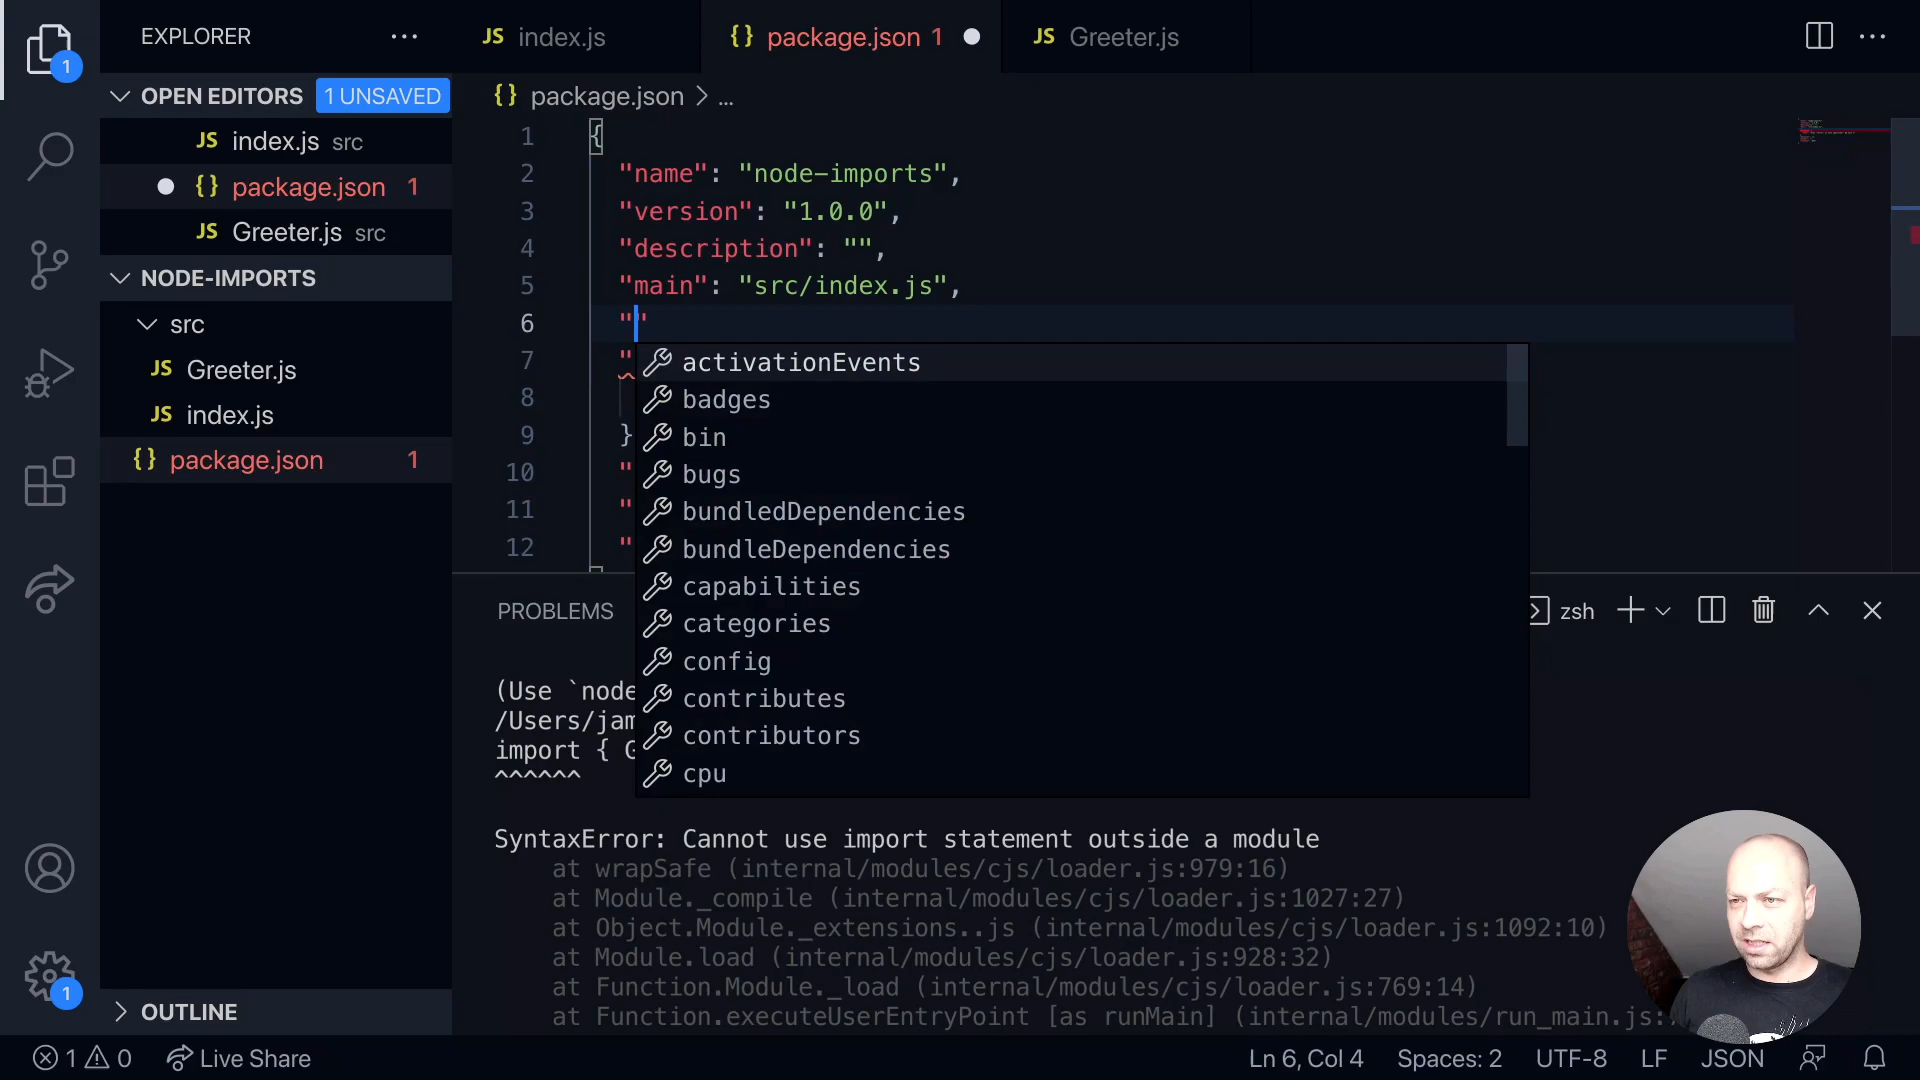 EXPLORER
1
OPEN EDITORS 1 UNSAVED
JS index.js src
{} package.json 1
JS Greeter.js src
NODE-IMPORTS
src
JS Greeter.js
JS index.js
{} package.json 1
OUTLINE
1
JS index.js
{} package.json 1
JS Greeter.js
{} package.json > ...
1 {
2 "name": "node-imports",
3 "version": "1.0.0",
4 "description": "",
5 "main": "src/index.js",
6 ""
7 "
8
9 }
10 "
11 "
12 "
activationEvents
badges
bin
bugs
bundledDependencies
bundleDependencies
capabilities
categories
config
contributes
contributors
cpu
PROBLEMS
zsh
(Use `node
/Users/jam
import {
^^^^^^
SyntaxError: Cannot use import statement outside a module
at wrapSafe (internal/modules/cjs/loader.js:979:16)
at Module._compile (internal/modules/cjs/loader.js:1027:27)
at Object.Module._extensions..js (internal/modules/cjs/loader.js:1092:10)
at Module.load (internal/modules/cjs/loader.js:928:32)
at Function.Module._load (internal/modules/cjs/loader.js:769:14)
at Function.executeUserEntryPoint [as runMain] (internal/modules/run_main.js:
1 0 Live Share
Ln 6, Col 4 Spaces: 2 UTF-8 LF JSON